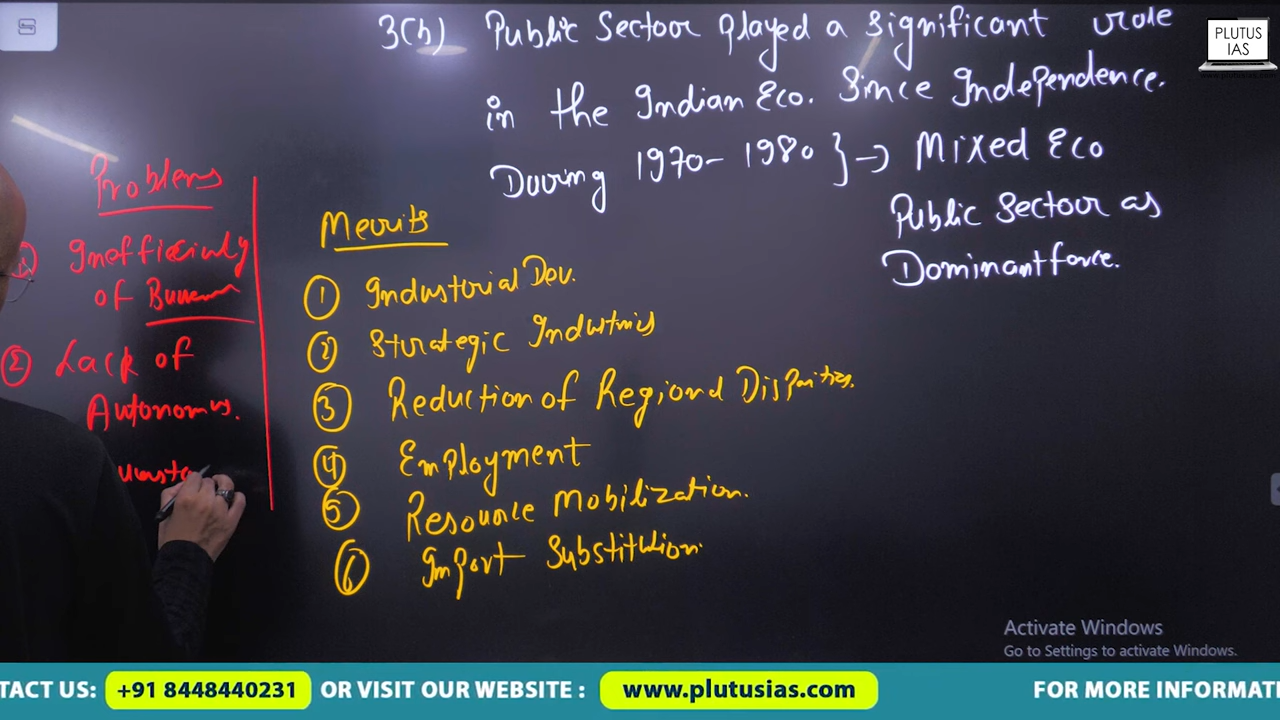 3(b) Public Sector played a significant role
in the Indian Eco. Since Independence.
During 1970- 1980 } → Mixed Eco
Public Sector as
Dominant force.
PLUTUS
IAS
Problems
① Inefficiency
of
② Lack of
Autonomus.
Merits
① Industrial Dev.
② Strategic Industries
③ Reduction of Regional Disparities.
④ Employment
⑤ Resource Mobilization.
⑥ Import Substitution
Activate Windows
Go to Settings to activate Windows.
TACT US: +91 8448440231 OR VISIT OUR WEBSITE : www.plutusias.com FOR MORE INFORMATI